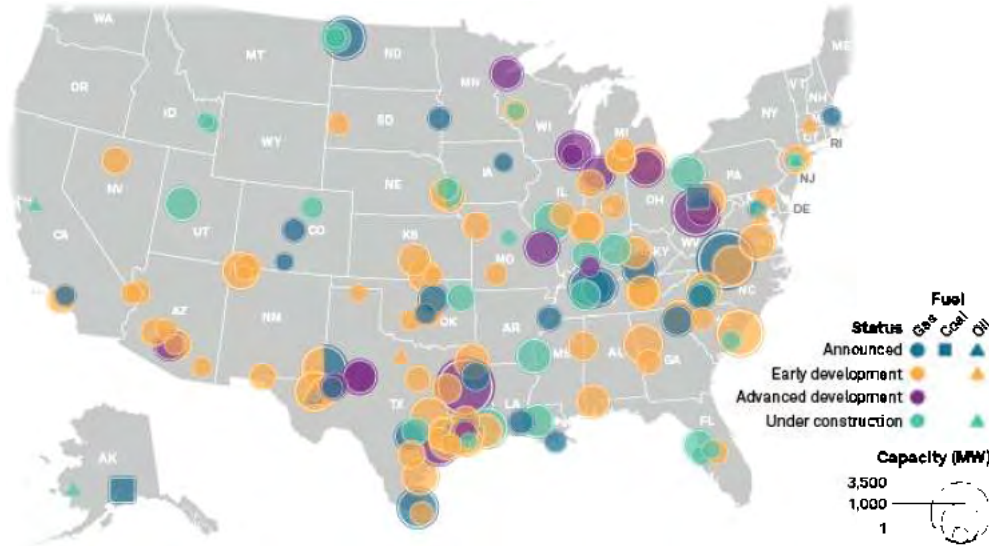 WA
ME
MT
ND
VT
OR
MN
NH
ID
SD
NY
WI
MI
RI
WY
IA
PA
NJ
NE
NV
IL
OH
DE
UT
CO
CA
KS
MO
WV
KY
NC
AZ
OK
NM
AR
MS
AL
GA
TX
LA
FL
AK
Fuel
Status Gas Coal Oil
Announced
Early development
Advanced development
Under construction
Capacity (MW)
3,500
1,000
1